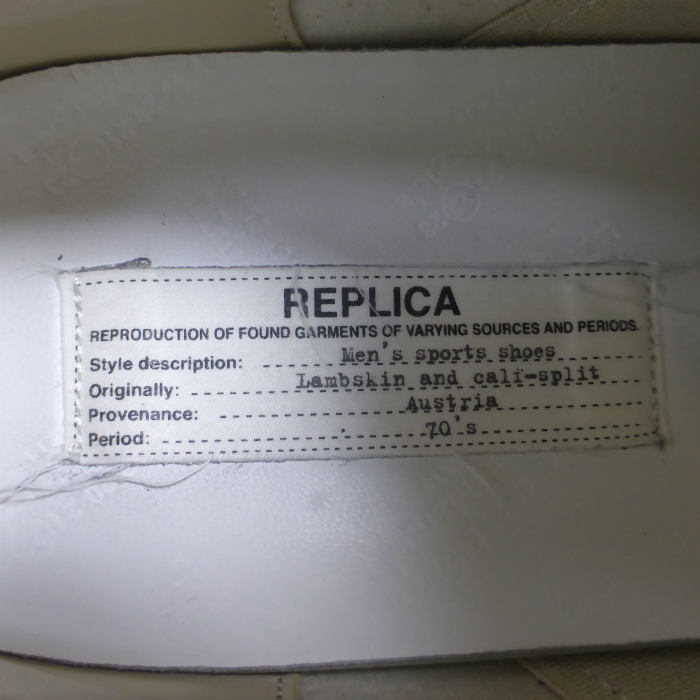 REPLICA
REPRODUCTION OF FOUND GARMENTS OF VARYING SOURCES AND PERIODS.
Style description: Men's sports shoes
Originally: Lambskin and calf-split
Provenance: Austria
Period: 70's